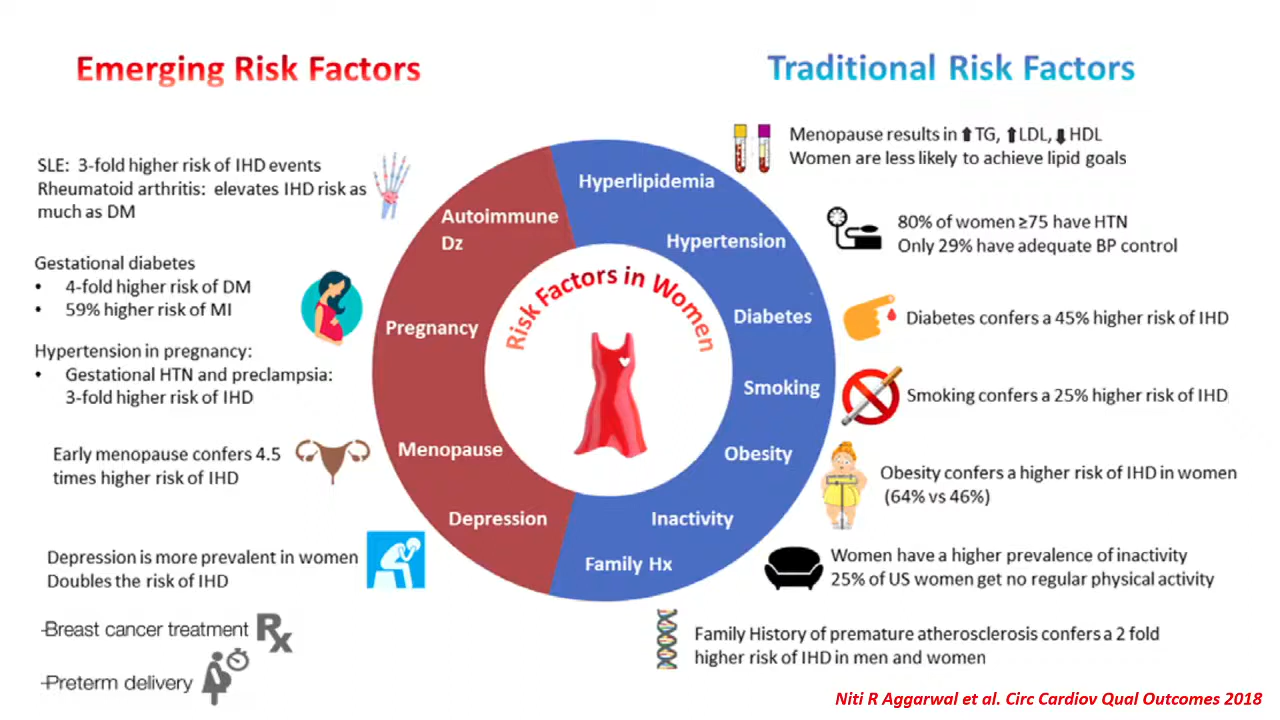 Emerging Risk Factors
SLE: 3-fold higher risk of IHD events
Rheumatoid arthritis: elevates IHD risk as
much as DM
Gestational diabetes
• 4-fold higher risk of DM
• 59% higher risk of MI
Hypertension in pregnancy:
• Gestational HTN and preclampsia:
3-fold higher risk of IHD
Early menopause confers 4.5
times higher risk of IHD
Depression is more prevalent in women
Doubles the risk of IHD
-Breast cancer treatment Rx
-Preterm delivery
Autoimmune
Dz
Pregnancy
Menopause
Depression
Risk Factors in Women
Hyperlipidemia
Hypertension
Diabetes
Smoking
Obesity
Inactivity
Family Hx
Traditional Risk Factors
Menopause results in ⬆TG, ⬆LDL, ⬇HDL
Women are less likely to achieve lipid goals
80% of women ≥75 have HTN
Only 29% have adequate BP control
Diabetes confers a 45% higher risk of IHD
Smoking confers a 25% higher risk of IHD
Obesity confers a higher risk of IHD in women
(64% vs 46%)
Women have a higher prevalence of inactivity
25% of US women get no regular physical activity
Family History of premature atherosclerosis confers a 2 fold
higher risk of IHD in men and women
Niti R Aggarwal et al. Circ Cardiov Qual Outcomes 2018